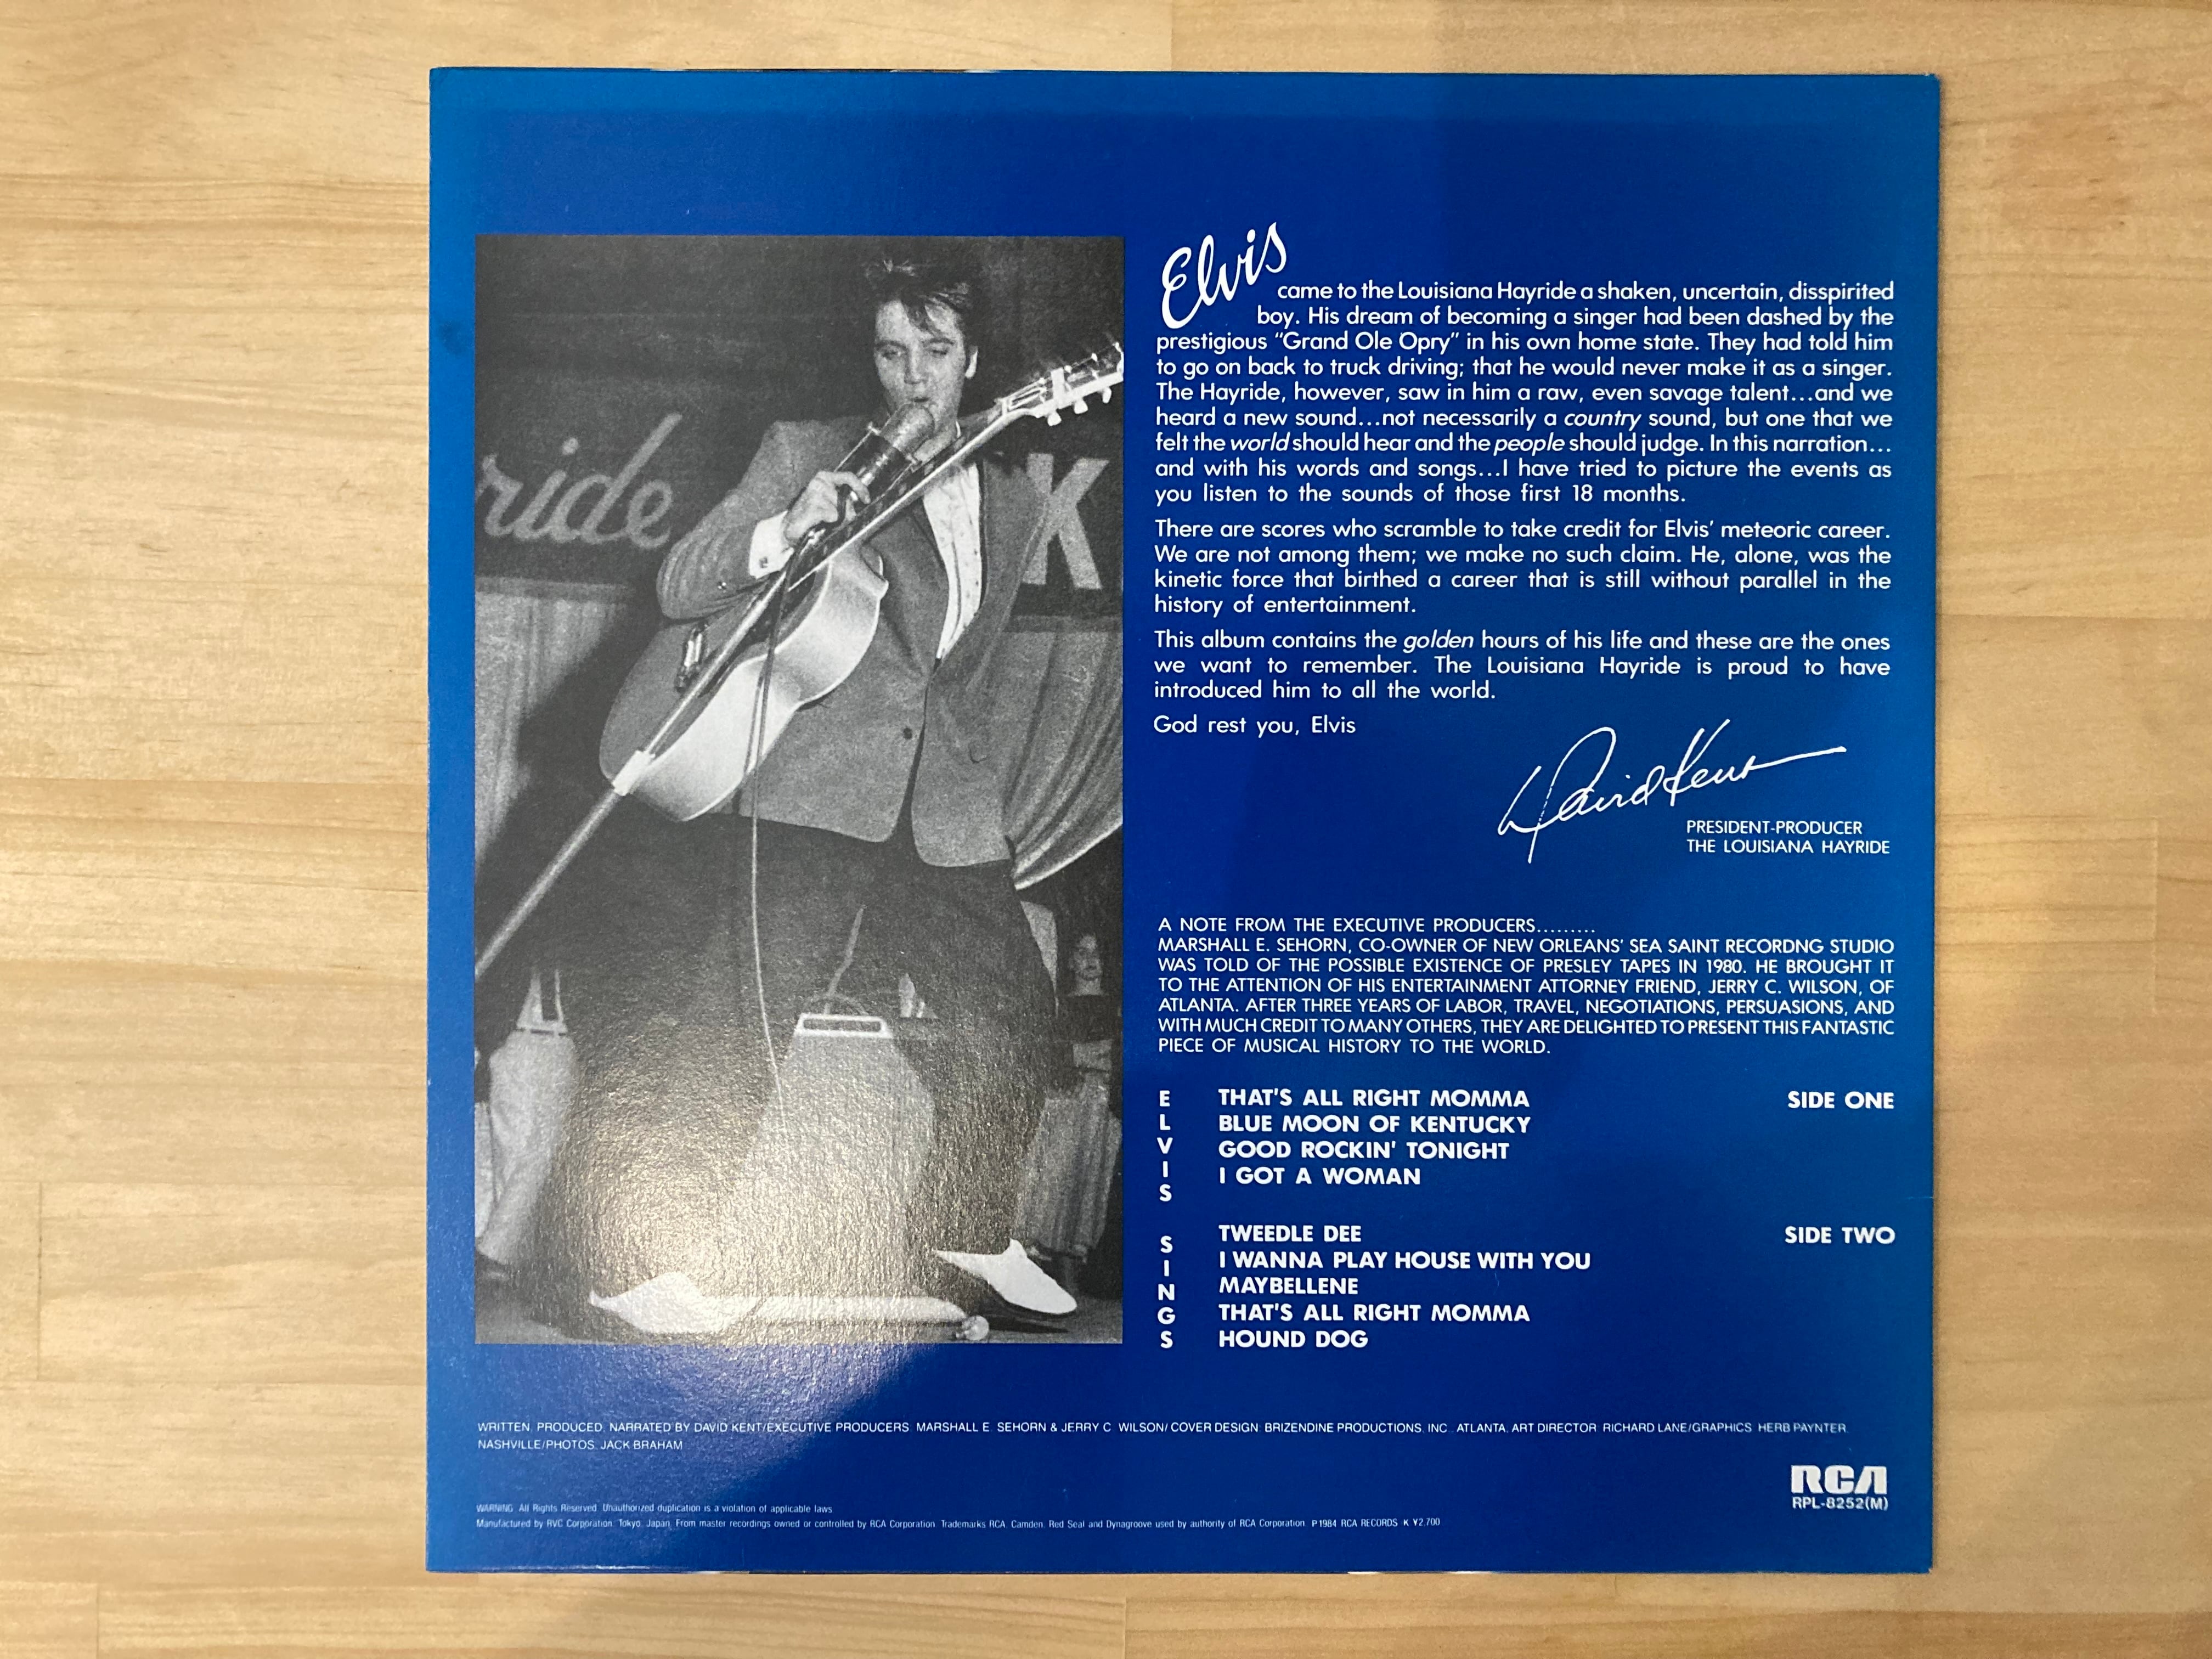 ride
K
Elvis
came to the Louisiana Hayride a shaken, uncertain, disspirited
boy. His dream of becoming a singer had been dashed by the
prestigious “Grand Ole Opry” in his own home state. They had told him
to go on back to truck driving; that he would never make it as a singer.
The Hayride, however, saw in him a raw, even savage talent...and we
heard a new sound...not necessarily a country sound, but one that we
felt the world should hear and the people should judge. In this narration...
and with his words and songs...I have tried to picture the events as
you listen to the sounds of those first 18 months.
There are scores who scramble to take credit for Elvis’ meteoric career.
We are not among them; we make no such claim. He, alone, was the
kinetic force that birthed a career that is still without parallel in the
history of entertainment.
This album contains the golden hours of his life and these are the ones
we want to remember. The Louisiana Hayride is proud to have
introduced him to all the world.
God rest you, Elvis
David Kent
PRESIDENT-PRODUCER
THE LOUISIANA HAYRIDE
A NOTE FROM THE EXECUTIVE PRODUCERS.........
MARSHALL E. SEHORN, CO-OWNER OF NEW ORLEANS’ SEA SAINT RECORDNG STUDIO
WAS TOLD OF THE POSSIBLE EXISTENCE OF PRESLEY TAPES IN 1980. HE BROUGHT IT
TO THE ATTENTION OF HIS ENTERTAINMENT ATTORNEY FRIEND, JERRY C. WILSON, OF
ATLANTA. AFTER THREE YEARS OF LABOR, TRAVEL, NEGOTIATIONS, PERSUASIONS, AND
WITH MUCH CREDIT TO MANY OTHERS, THEY ARE DELIGHTED TO PRESENT THIS FANTASTIC
PIECE OF MUSICAL HISTORY TO THE WORLD.
ELVIS SINGS
THAT’S ALL RIGHT MOMMA SIDE ONE
BLUE MOON OF KENTUCKY
GOOD ROCKIN’ TONIGHT
I GOT A WOMAN
TWEEDLE DEE SIDE TWO
I WANNA PLAY HOUSE WITH YOU
MAYBELLENE
THAT’S ALL RIGHT MOMMA
HOUND DOG
WRITTEN, PRODUCED, NARRATED BY DAVID KENT/EXECUTIVE PRODUCERS, MARSHALL E. SEHORN & JERRY C. WILSON/COVER DESIGN: BRIZENDINE PRODUCTIONS, INC., ATLANTA, ART DIRECTOR: RICHARD LANE/GRAPHICS: HERB PAYNTER,
NASHVILLE/PHOTOS: JACK BRAHAM
RCA
RPL-8252(M)
WARNING: All Rights Reserved. Unauthorized duplication is a violation of applicable laws.
Manufactured by RVC Corporation, Tokyo, Japan. From master recordings owned or controlled by RCA Corporation. Trademarks RCA, Camden, Red Seal and Dynagroove used by authority of RCA Corporation. P1984 RCA RECORDS K ¥2,700